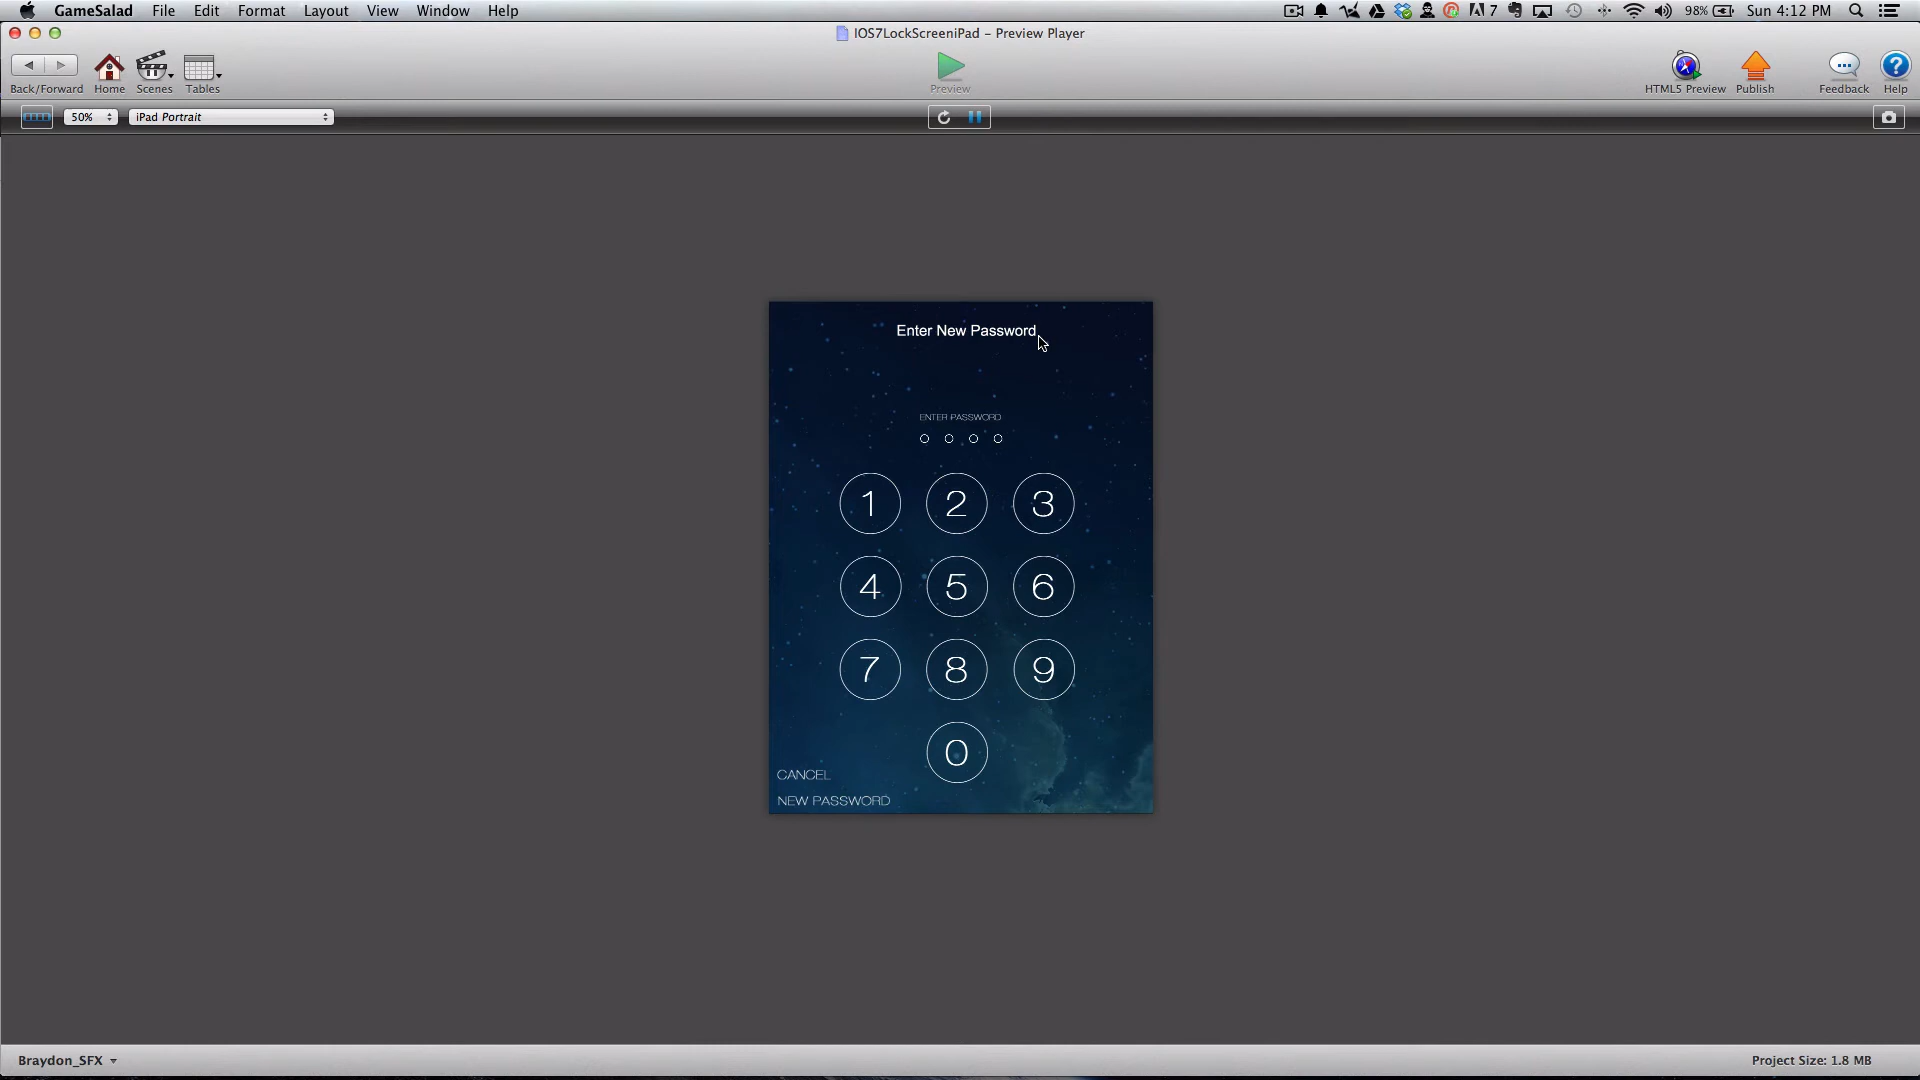 GameSalad File Edit Format Layout View Window Help 7 98% Sun 4:12 PM
IOS7LockScreeniPad – Preview Player
Back/Forward Home Scenes Tables Preview HTML5 Preview Publish Feedback Help
50% iPad Portrait
Enter New Password
ENTER PASSWORD
1 2 3
4 5 6
7 8 9
0
CANCEL
NEW PASSWORD
Braydon_SFX Project Size: 1.8 MB